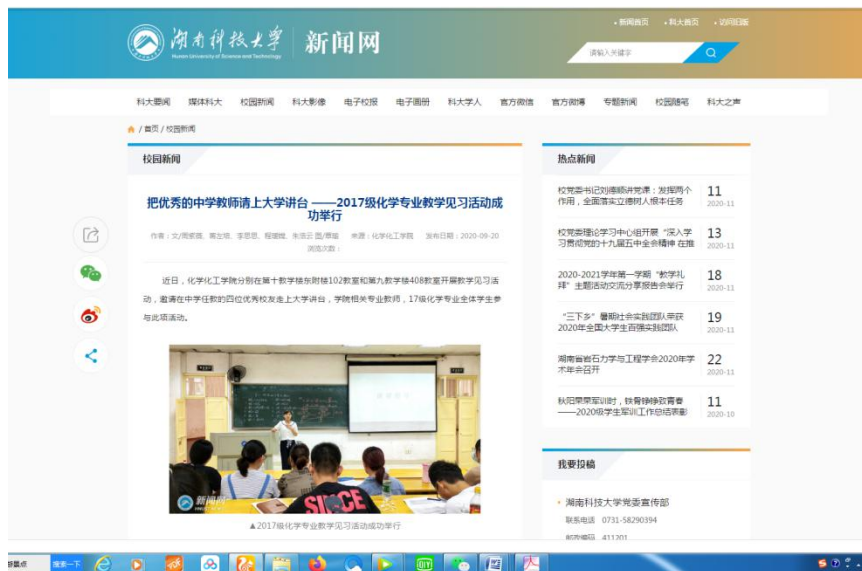 新闻首页
科大首页
访问旧版
湖南科技大学
Hunan University of Science and Technology
新闻网
请输入关键字
科大要闻 媒体科大 校园新闻 科大影像 电子校报 电子画册 科大学人 官方微信 官方微博 专题新闻 校园随笔 科大之声
/ 首页 / 校园新闻
校园新闻
把优秀的中学教师请上大学讲台 ——2017级化学专业教学见习活动成
功举行
来源：化学化工学院 发布日期：2020-09-20
浏览次数：
近日，化学化工学院分别在第十教学楼东附楼102教室和第九教学楼408教室开展教学见习活
动，邀请在中学任教的四位优秀校友走上大学讲台，学院相关专业教师，17级化学专业全体学生参
与此项活动。
新闻网
SINCE
▲2017级化学专业教学见习活动成功举行
热点新闻
校党委书记刘德顺讲党课：发挥两个
作用，全面落实立德树人根本任务
11
2020-11
校党委理论学习中心组开展“深入学
习贯彻党的十九届五中全会精神 在推
13
2020-11
2020-2021学年第一学期“教学礼
拜”主题活动交流分享报告会举行
18
2020-11
“三下乡”暑期社会实践团队荣获
2020年全国大学生百强实践团队
19
2020-11
湖南省岩石力学与工程学会2020年学
术年会召开
22
2020-11
秋阳荣荣军训时，铁骨铮铮致青春
——2020级学生军训工作总结表彰
11
2020-10
我要投稿
湖南科技大学党委宣传部
联系电话 0731-58290394
邮政编码 411201
搜索一下